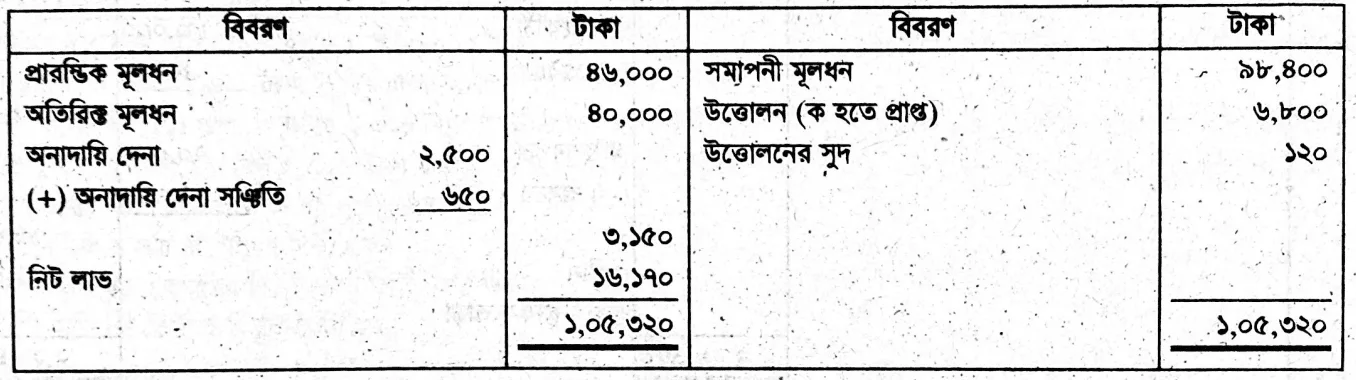 বিবরণ টাকা বিবরণ টাকা
প্রারম্ভিক মূলধন ৪৬,০০০ সমাপনী মূলধন ৯৮,৪০০
অতিরিক্ত মূলধন ৪০,০০০ উত্তোলন (ক হতে প্রাপ্ত) ৬,৮০০
অনাদায়ি দেনা ২,৫০০ উত্তোলনের সুদ ১২০
(+) অনাদায়ি দেনা সঞ্চিতি ৬৫০
৩,১৫০
নিট লাভ ১৬,১৭০
১,০৫,৩২০ ১,০৫,৩২০